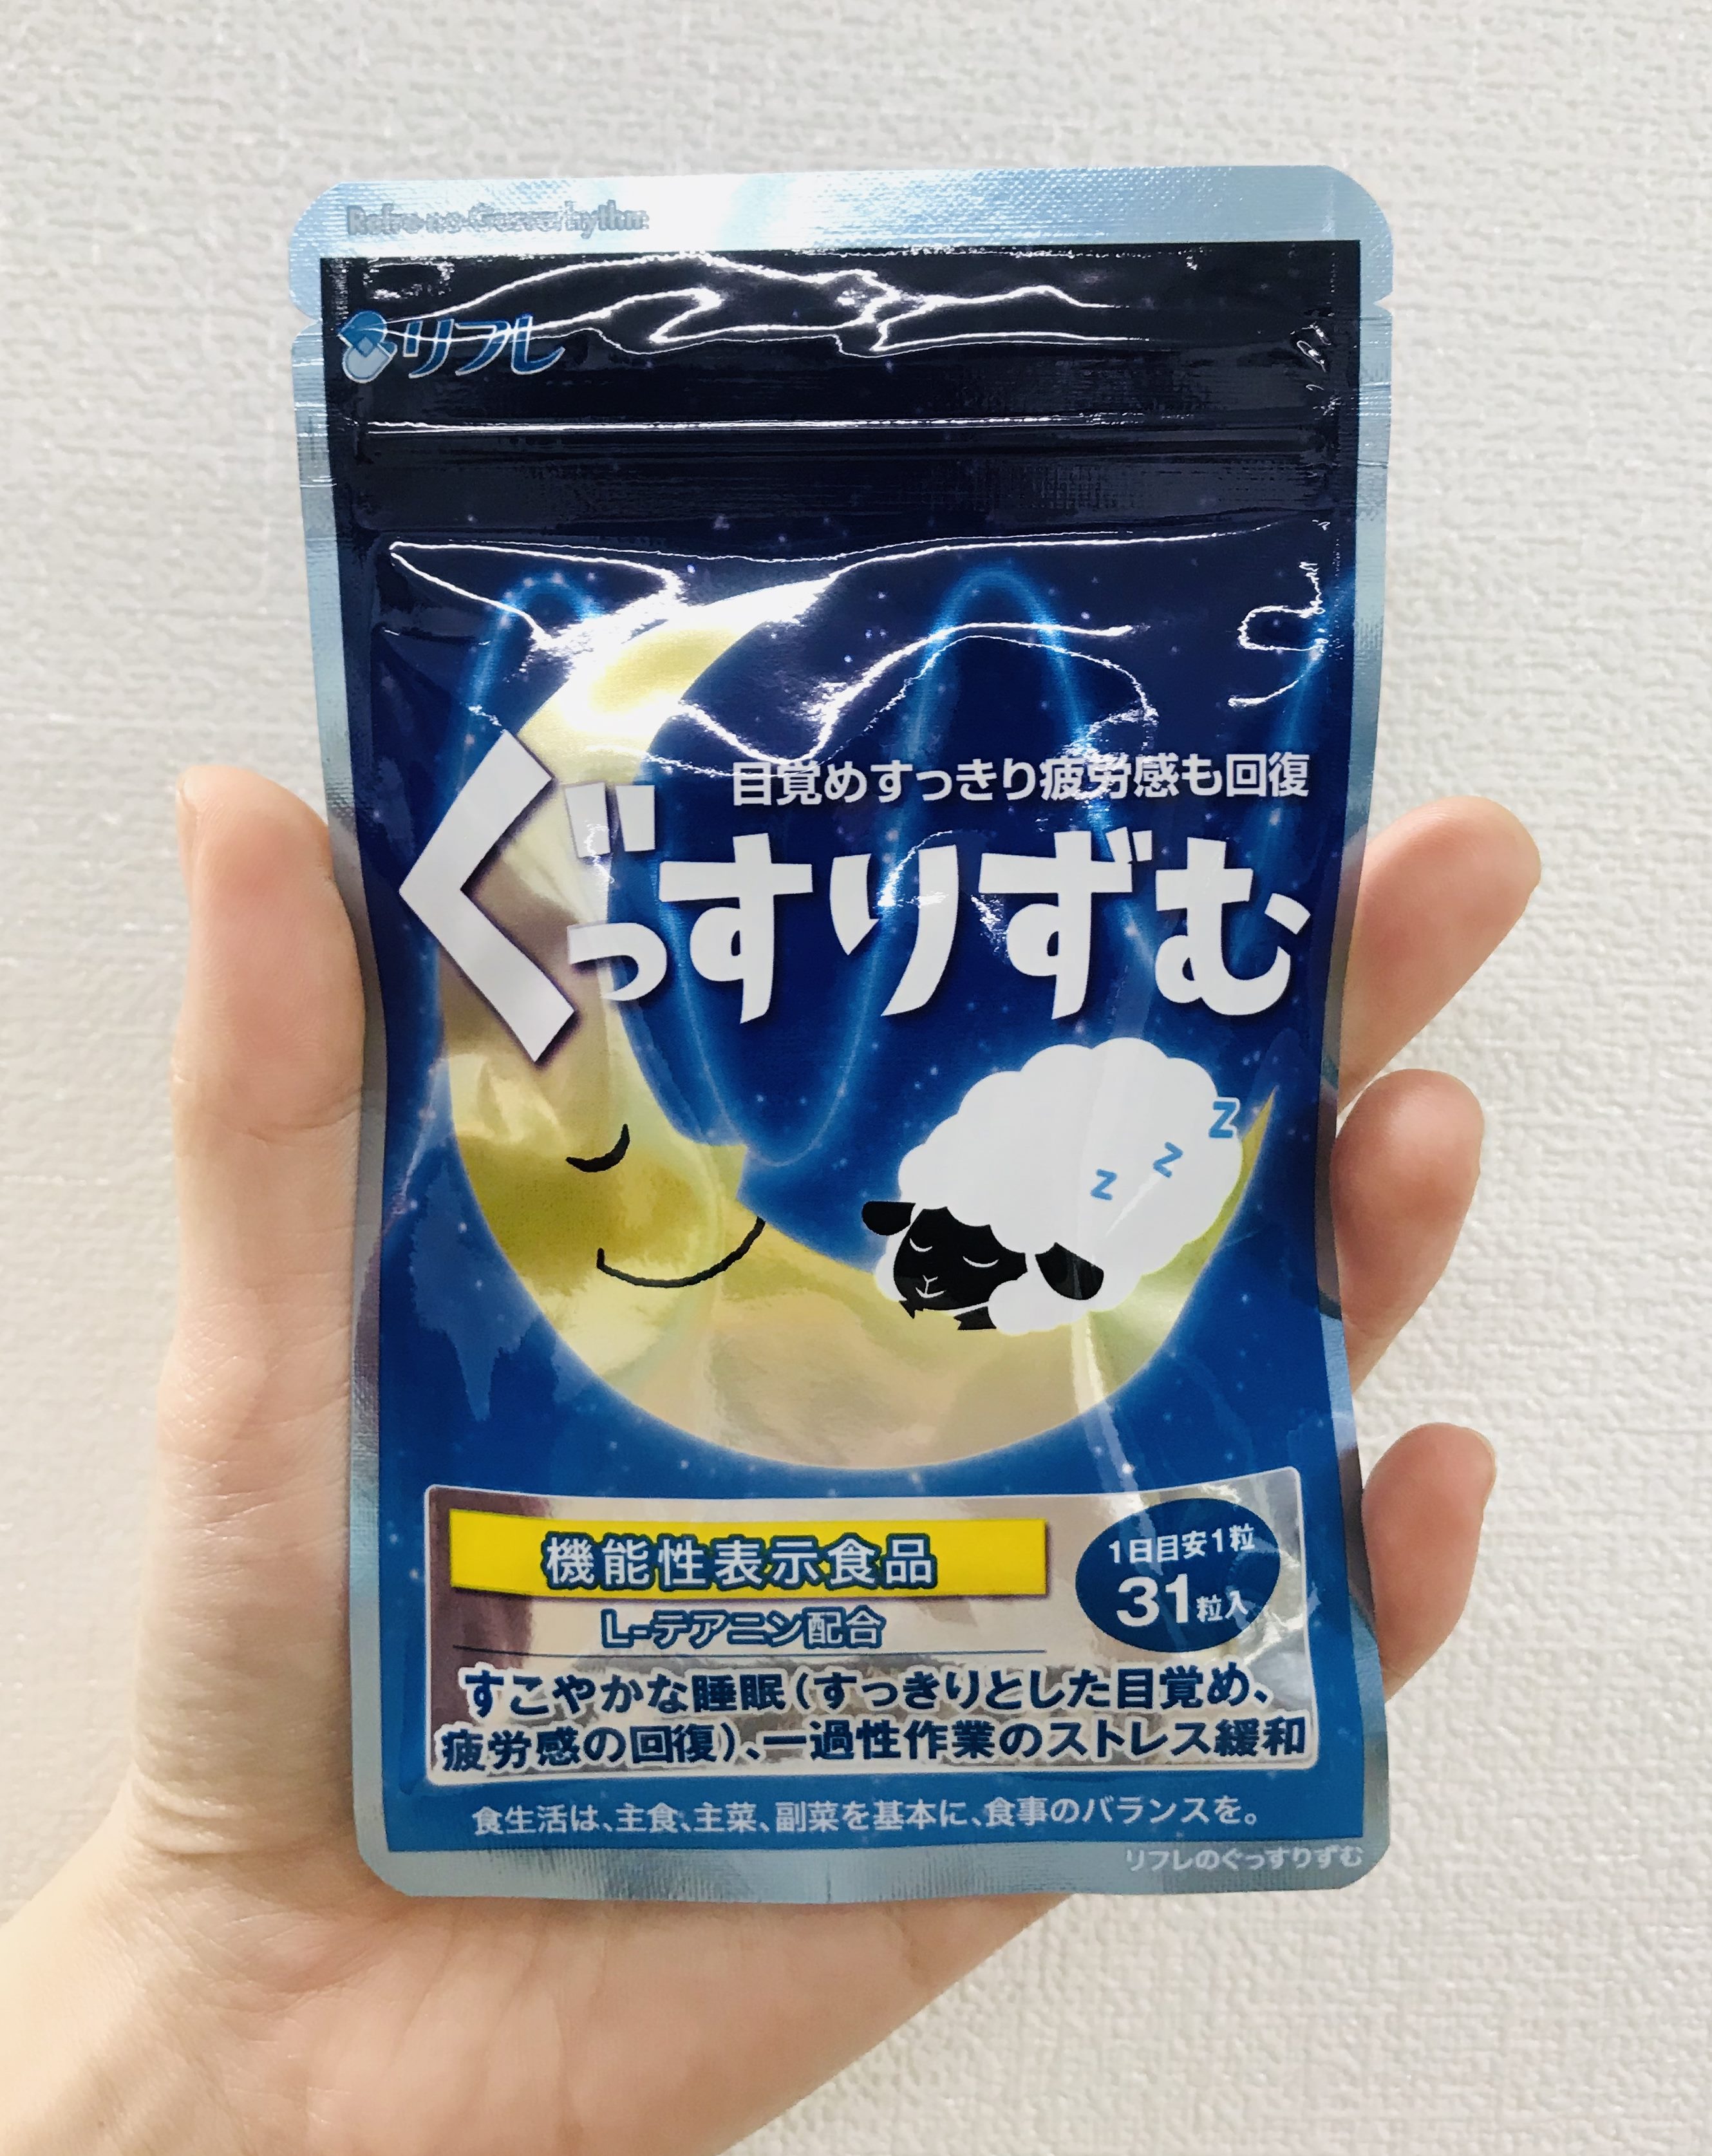 Refre no Gussurhythm
リフレ
目覚めすっきり疲労感も回復
ぐっすりずむ
z
z
z
機能性表示食品
1日目安1粒
31粒入
L-テアニン配合
すこやかな睡眠(すっきりとした目覚め、
疲労感の回復)、一過性作業のストレス緩和
食生活は、主食、主菜、副菜を基本に、食事のバランスを。
リフレのぐっすりずむ